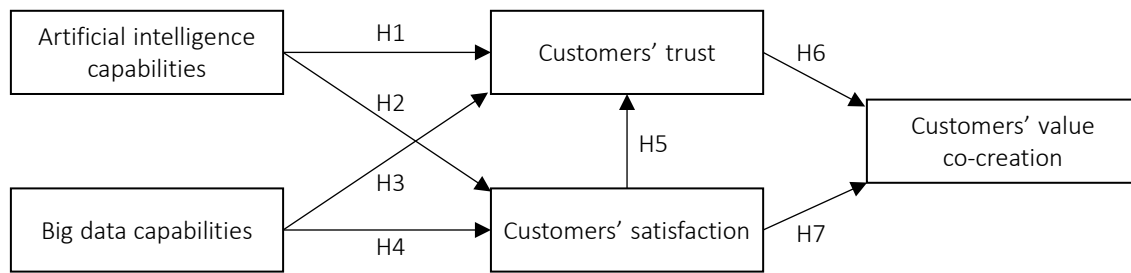 Artificial intelligence
capabilities
H1
Customers’ trust
H6
H2
Customers’ value
co-creation
H5
H3
Big data capabilities
H4
Customers’ satisfaction
H7